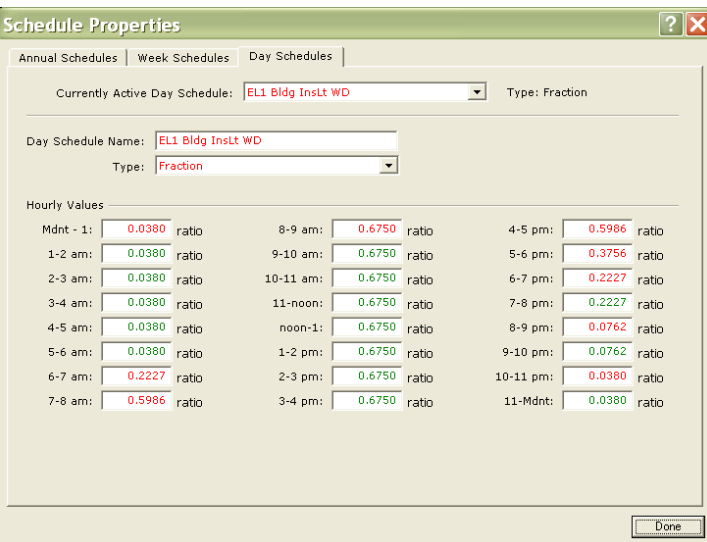 Schedule Properties
Annual Schedules Week Schedules Day Schedules
Currently Active Day Schedule: EL1 Bldg InsLt WD Type: Fraction
Day Schedule Name: EL1 Bldg InsLt WD
Type: Fraction
Hourly Values
Mdnt - 1: 0.0380 ratio 8-9 am: 0.6750 ratio 4-5 pm: 0.5986 ratio
1-2 am: 0.0380 ratio 9-10 am: 0.6750 ratio 5-6 pm: 0.3756 ratio
2-3 am: 0.0380 ratio 10-11 am: 0.6750 ratio 6-7 pm: 0.2227 ratio
3-4 am: 0.0380 ratio 11-noon: 0.6750 ratio 7-8 pm: 0.2227 ratio
4-5 am: 0.0380 ratio noon-1: 0.6750 ratio 8-9 pm: 0.0762 ratio
5-6 am: 0.0380 ratio 1-2 pm: 0.6750 ratio 9-10 pm: 0.0762 ratio
6-7 am: 0.2227 ratio 2-3 pm: 0.6750 ratio 10-11 pm: 0.0380 ratio
7-8 am: 0.5986 ratio 3-4 pm: 0.6750 ratio 11-Mdnt: 0.0380 ratio
Done